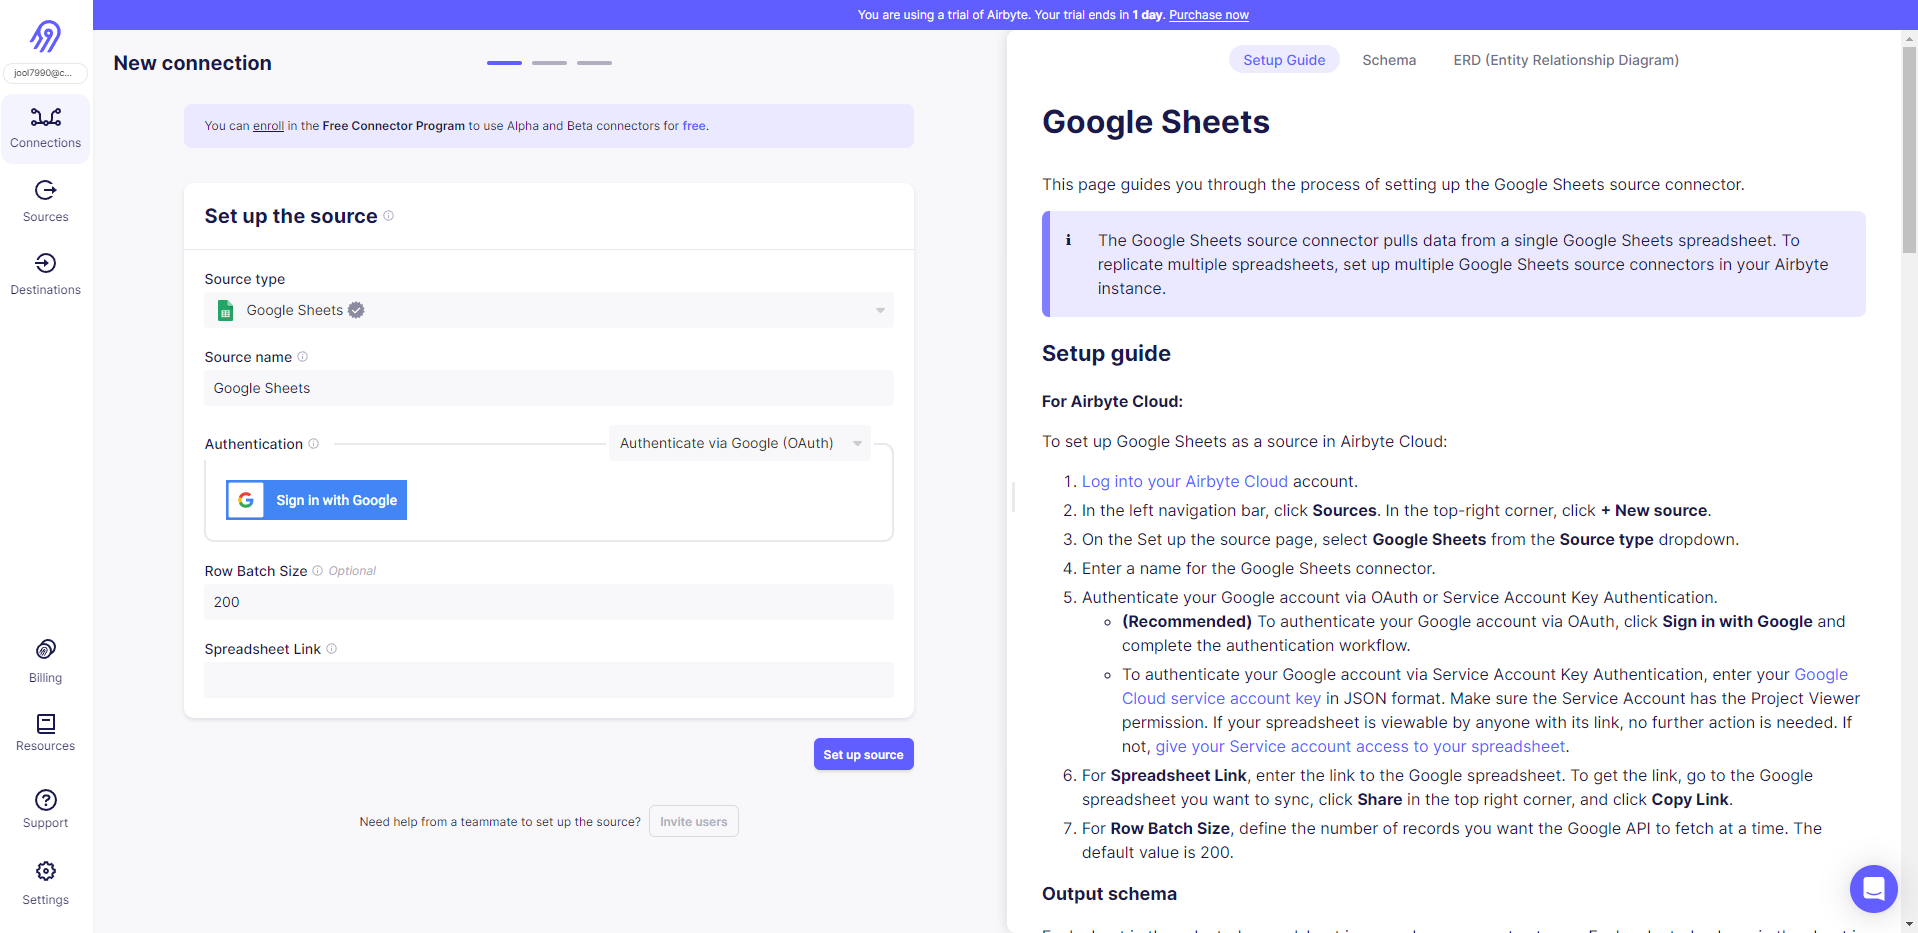 You are using a trial of Airbyte. Your trial ends in 1 day. Purchase now
jool7990@c...
Connections
Sources
Destinations
Billing
Resources
Support
Settings
New connection
You can enroll in the Free Connector Program to use Alpha and Beta connectors for free.
Set up the source
Source type
Google Sheets
Source name
Google Sheets
Authentication
Authenticate via Google (OAuth)
Sign in with Google
Row Batch Size Optional
200
Spreadsheet Link
Set up source
Need help from a teammate to set up the source? Invite users
Setup Guide Schema ERD (Entity Relationship Diagram)
Google Sheets
This page guides you through the process of setting up the Google Sheets source connector.
The Google Sheets source connector pulls data from a single Google Sheets spreadsheet. To
replicate multiple spreadsheets, set up multiple Google Sheets source connectors in your Airbyte
instance.
Setup guide
For Airbyte Cloud:
To set up Google Sheets as a source in Airbyte Cloud:
1. Log into your Airbyte Cloud account.
2. In the left navigation bar, click Sources. In the top-right corner, click + New source.
3. On the Set up the source page, select Google Sheets from the Source type dropdown.
4. Enter a name for the Google Sheets connector.
5. Authenticate your Google account via OAuth or Service Account Key Authentication.
(Recommended) To authenticate your Google account via OAuth, click Sign in with Google and
complete the authentication workflow.
To authenticate your Google account via Service Account Key Authentication, enter your Google
Cloud service account key in JSON format. Make sure the Service Account has the Project Viewer
permission. If your spreadsheet is viewable by anyone with its link, no further action is needed. If
not, give your Service account access to your spreadsheet.
6. For Spreadsheet Link, enter the link to the Google spreadsheet. To get the link, go to the Google
spreadsheet you want to sync, click Share in the top right corner, and click Copy Link.
7. For Row Batch Size, define the number of records you want the Google API to fetch at a time. The
default value is 200.
Output schema